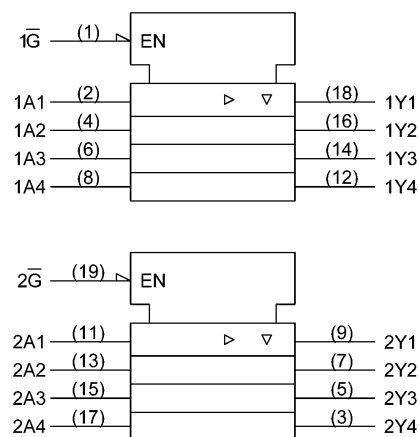 1G̅ (1) EN
1A1 (2) (18) 1Y1
1A2 (4) (16) 1Y2
1A3 (6) (14) 1Y3
1A4 (8) (12) 1Y4
2G̅ (19) EN
2A1 (11) (9) 2Y1
2A2 (13) (7) 2Y2
2A3 (15) (5) 2Y3
2A4 (17) (3) 2Y4